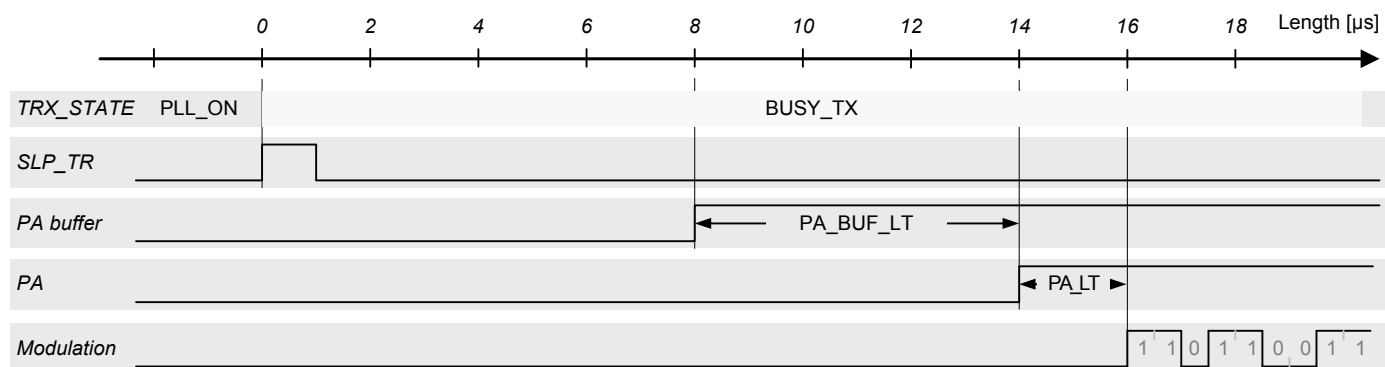 0 2 4 6 8 10 12 14 16 18 Length [µs]
TRX_STATE PLL_ON BUSY_TX
SLP_TR
PA buffer PA_BUF_LT
PA PA_LT
Modulation 1 1 0 1 1 0 0 1 1